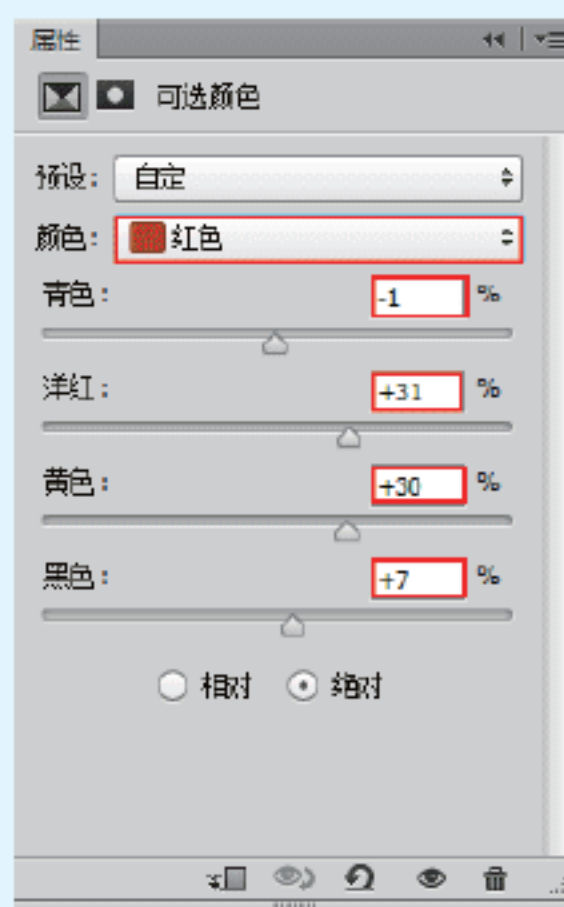 属性
可选颜色
预设: 自定
颜色: 红色
青色: -1 %
洋红: +31 %
黄色: +30 %
黑色: +7 %
相对 绝对